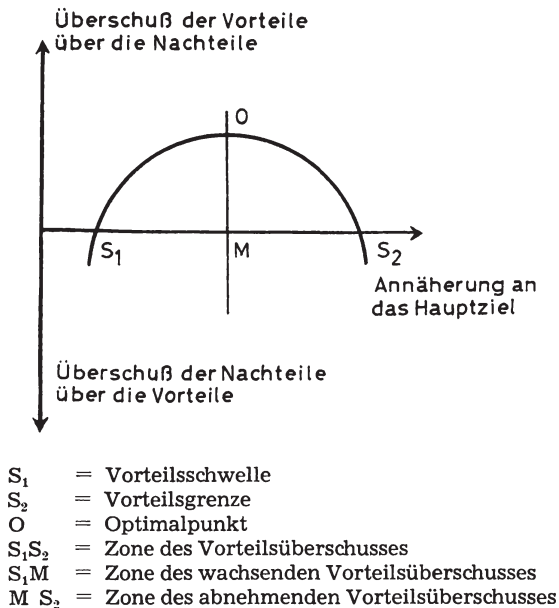 Überschuß der Vorteile
über die Nachteile
O
S₁
M
S₂
Annäherung an
das Hauptziel
Überschuß der Nachteile
über die Vorteile
S₁ = Vorteilsschwelle
S₂ = Vorteilsgrenze
O = Optimalpunkt
S₁S₂ = Zone des Vorteilsüberschusses
S₁M = Zone des wachsenden Vorteilsüberschusses
M S₂ = Zone des abnehmenden Vorteilsüberschusses